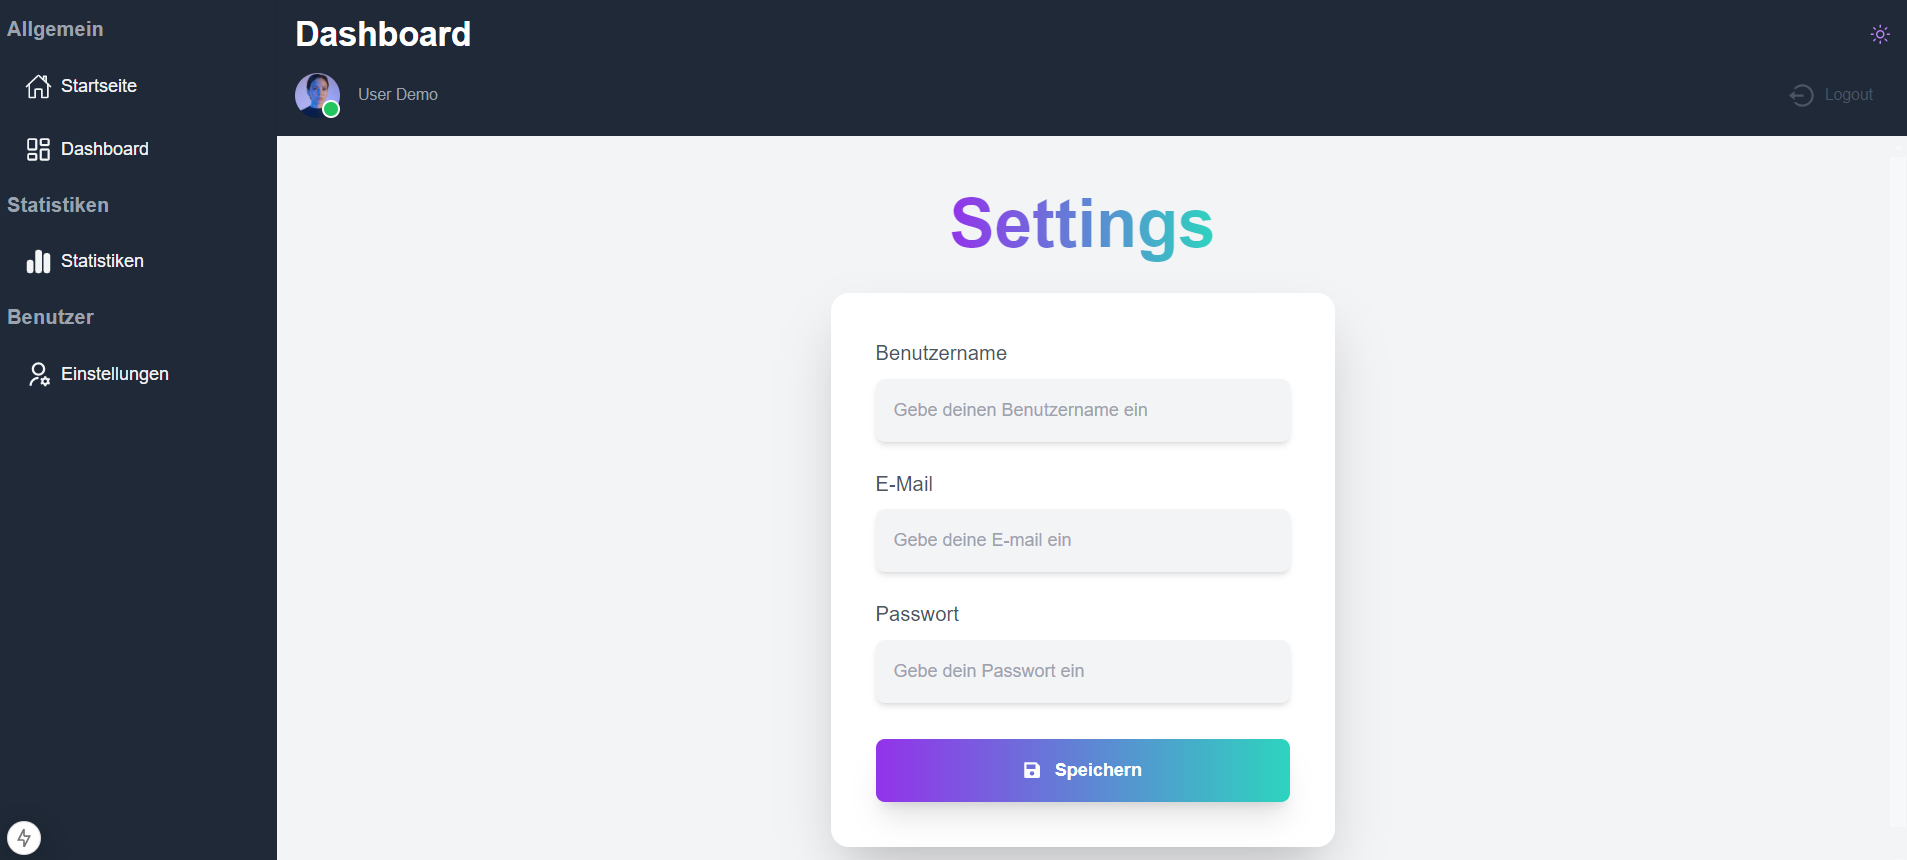 Allgemein
Startseite
Dashboard
Statistiken
Statistiken
Benutzer
Einstellungen
Dashboard
User Demo
Logout
Settings
Benutzername
Gebe deinen Benutzername ein
E-Mail
Gebe deine E-mail ein
Passwort
Gebe dein Passwort ein
Speichern